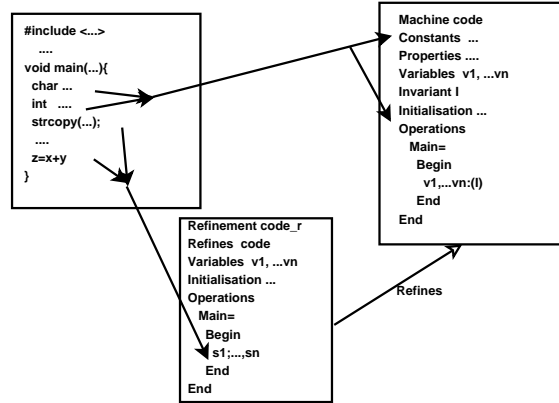 #include <...>
....
void main(...){
char ...
int ....
strcopy(...);
....
z=x+y
}
Machine code
Constants ...
Properties ....
Variables v1, ...vn
Invariant I
Initialisation ...
Operations
Main=
Begin
v1,...vn:(I)
End
End
Refinement code_r
Refines code
Variables v1, ...vn
Initialisation ...
Operations
Main=
Begin
s1;...,sn
End
End
Refines